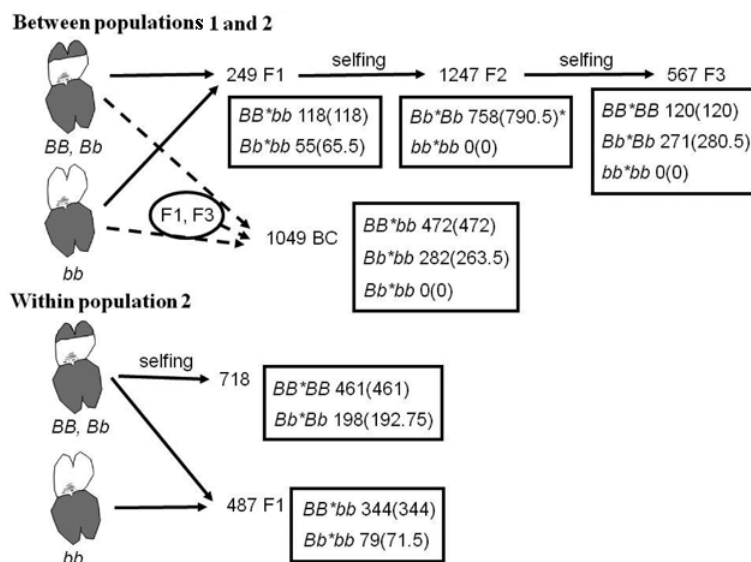 Between populations 1 and 2
BB, Bb
bb
249 F1
selfing
1247 F2
selfing
567 F3
BB*bb 118(118)
Bb*bb 55(65.5)
Bb*Bb 758(790.5)*
bb*bb 0(0)
BB*BB 120(120)
Bb*Bb 271(280.5)
bb*bb 0(0)
F1, F3
1049 BC
BB*bb 472(472)
Bb*bb 282(263.5)
Bb*bb 0(0)
Within population 2
BB, Bb
bb
selfing
718
BB*BB 461(461)
Bb*Bb 198(192.75)
487 F1
BB*bb 344(344)
Bb*bb 79(71.5)